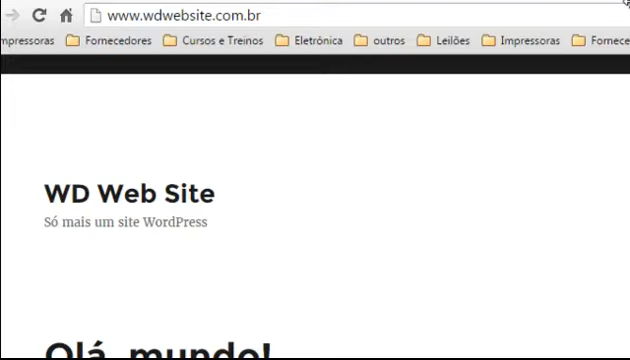 www.wdwebsite.com.br
mpressoras Fornecedores Cursos e Treinos Eletrônica outros Leilões Impressoras Fornece
WD Web Site
Só mais um site WordPress
Olá, mundo!